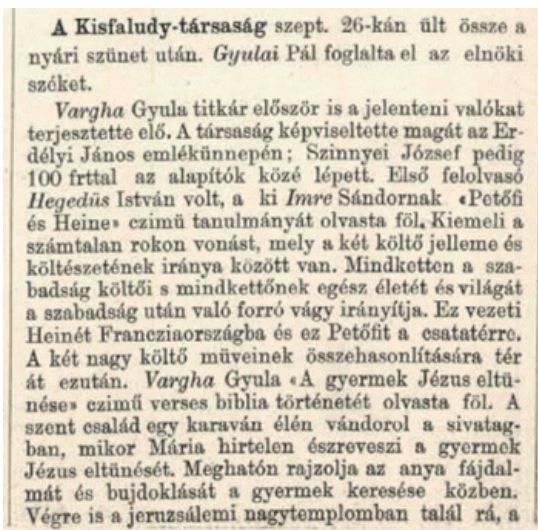 A Kisfaludy-társaság szept. 26-kán ült össze a
nyári szünet után. Gyulai Pál foglalta el az elnöki
széket.
Vargha Gyula titkár először is a jelenteni valókat
terjesztette elő. A társaság képviseltette magát az Er-
délyi János emlékünnepén; Szinnyei József pedig
100 frttal az alapítók közé lépett. Első felolvasó
Hegedüs István volt, a ki Imre Sándornak «Petőfi
és Heine» czimü tanulmányát olvasta föl. Kiemeli a
számtalan rokon vonást, mely a két költő jelleme és
költészetének iránya között van. Mindketten a sza-
badság költői s mindkettőnek egész életét és világát
a szabadság után való forró vágy irányítja. Ez vezeti
Heinét Francziaországba és ez Petőfit a csatatérre.
A két nagy költő müveinek összehasonlítására tér
át ezután. Vargha Gyula «A gyermek Jézus eltü-
nése» czimű verses biblia történetét olvasta föl. A
szent család egy karaván élén vándorol a sivatag-
ban, mikor Mária hirtelen észreveszi a gyermek
Jézus eltünését. Meghatón rajzolja az anya fájdal-
mát és bujdoklását a gyermek keresése közben.
Végre is a jeruzsálemi nagytemplomban talál rá, a